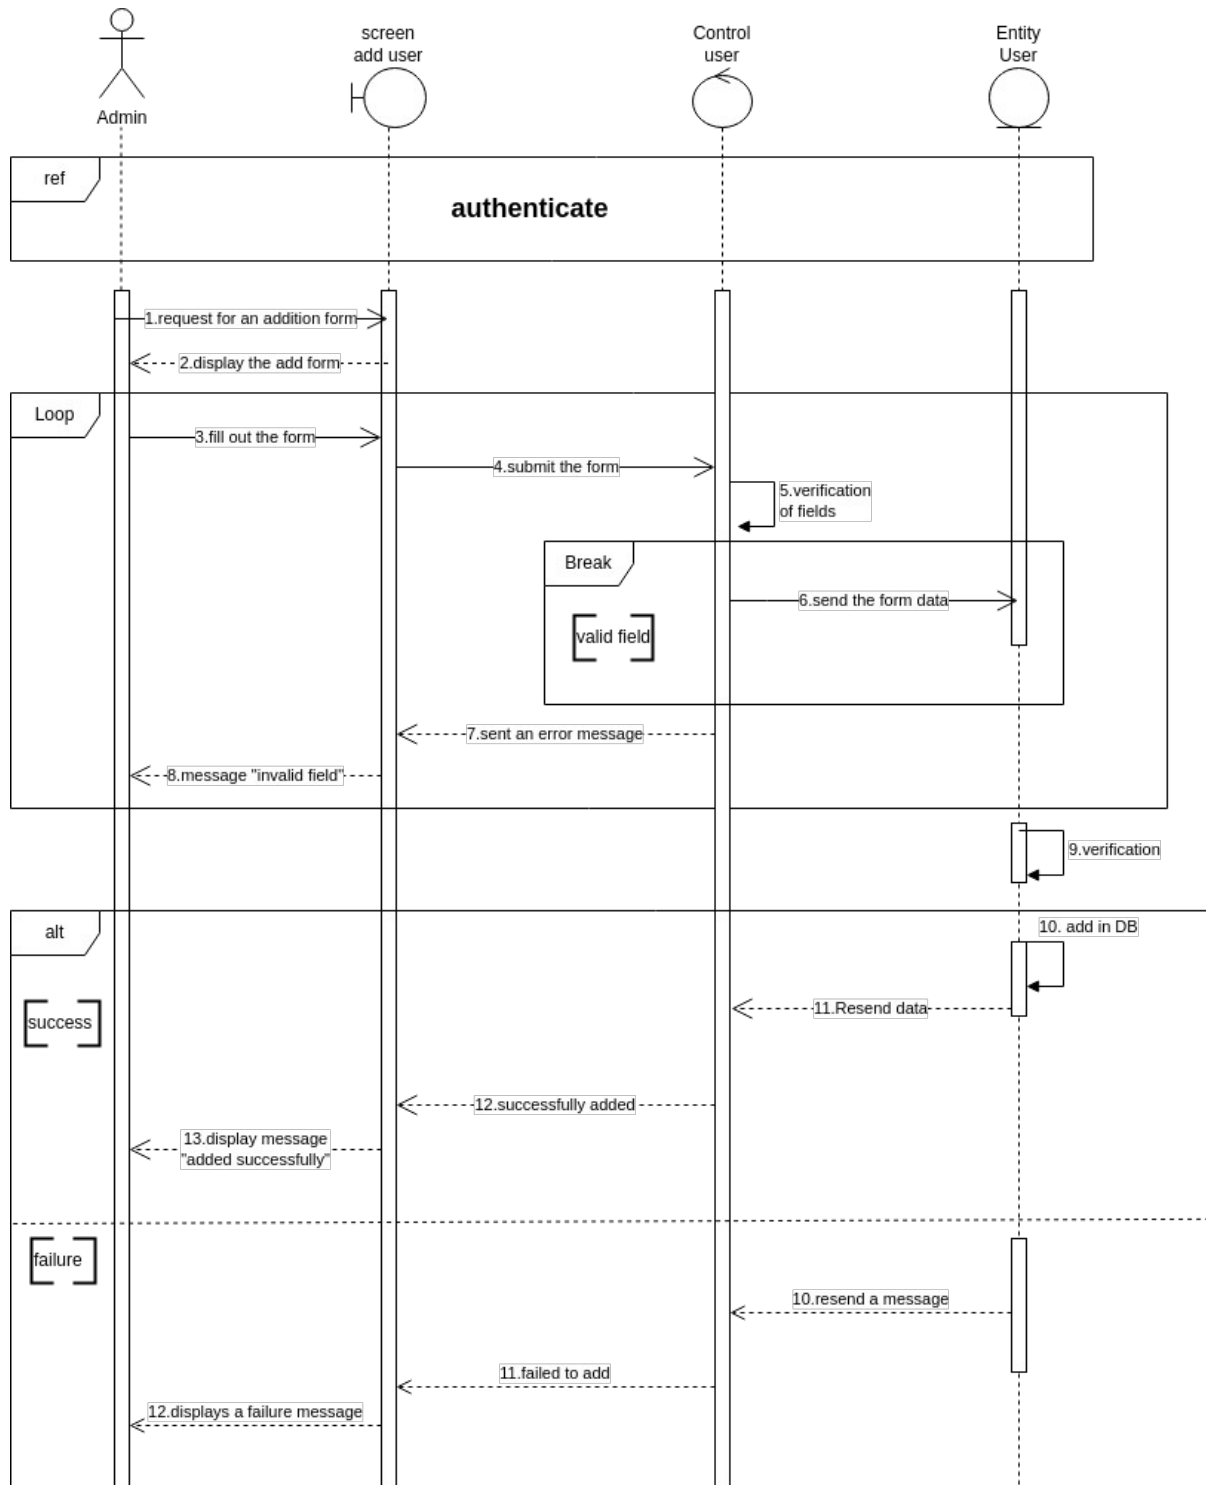 screen
add user
Control
user
Entity
User
Admin
ref
authenticate
1.request for an addition form
2.display the add form
Loop
3.fill out the form
4.submit the form
5.verification
of fields
Break
6.send the form data
valid field
7.sent an error message
8.message "invalid field"
9.verification
alt
10. add in DB
11.Resend data
success
12.successfully added
13.display message
"added successfully"
failure
10.resend a message
11.failed to add
12.displays a failure message